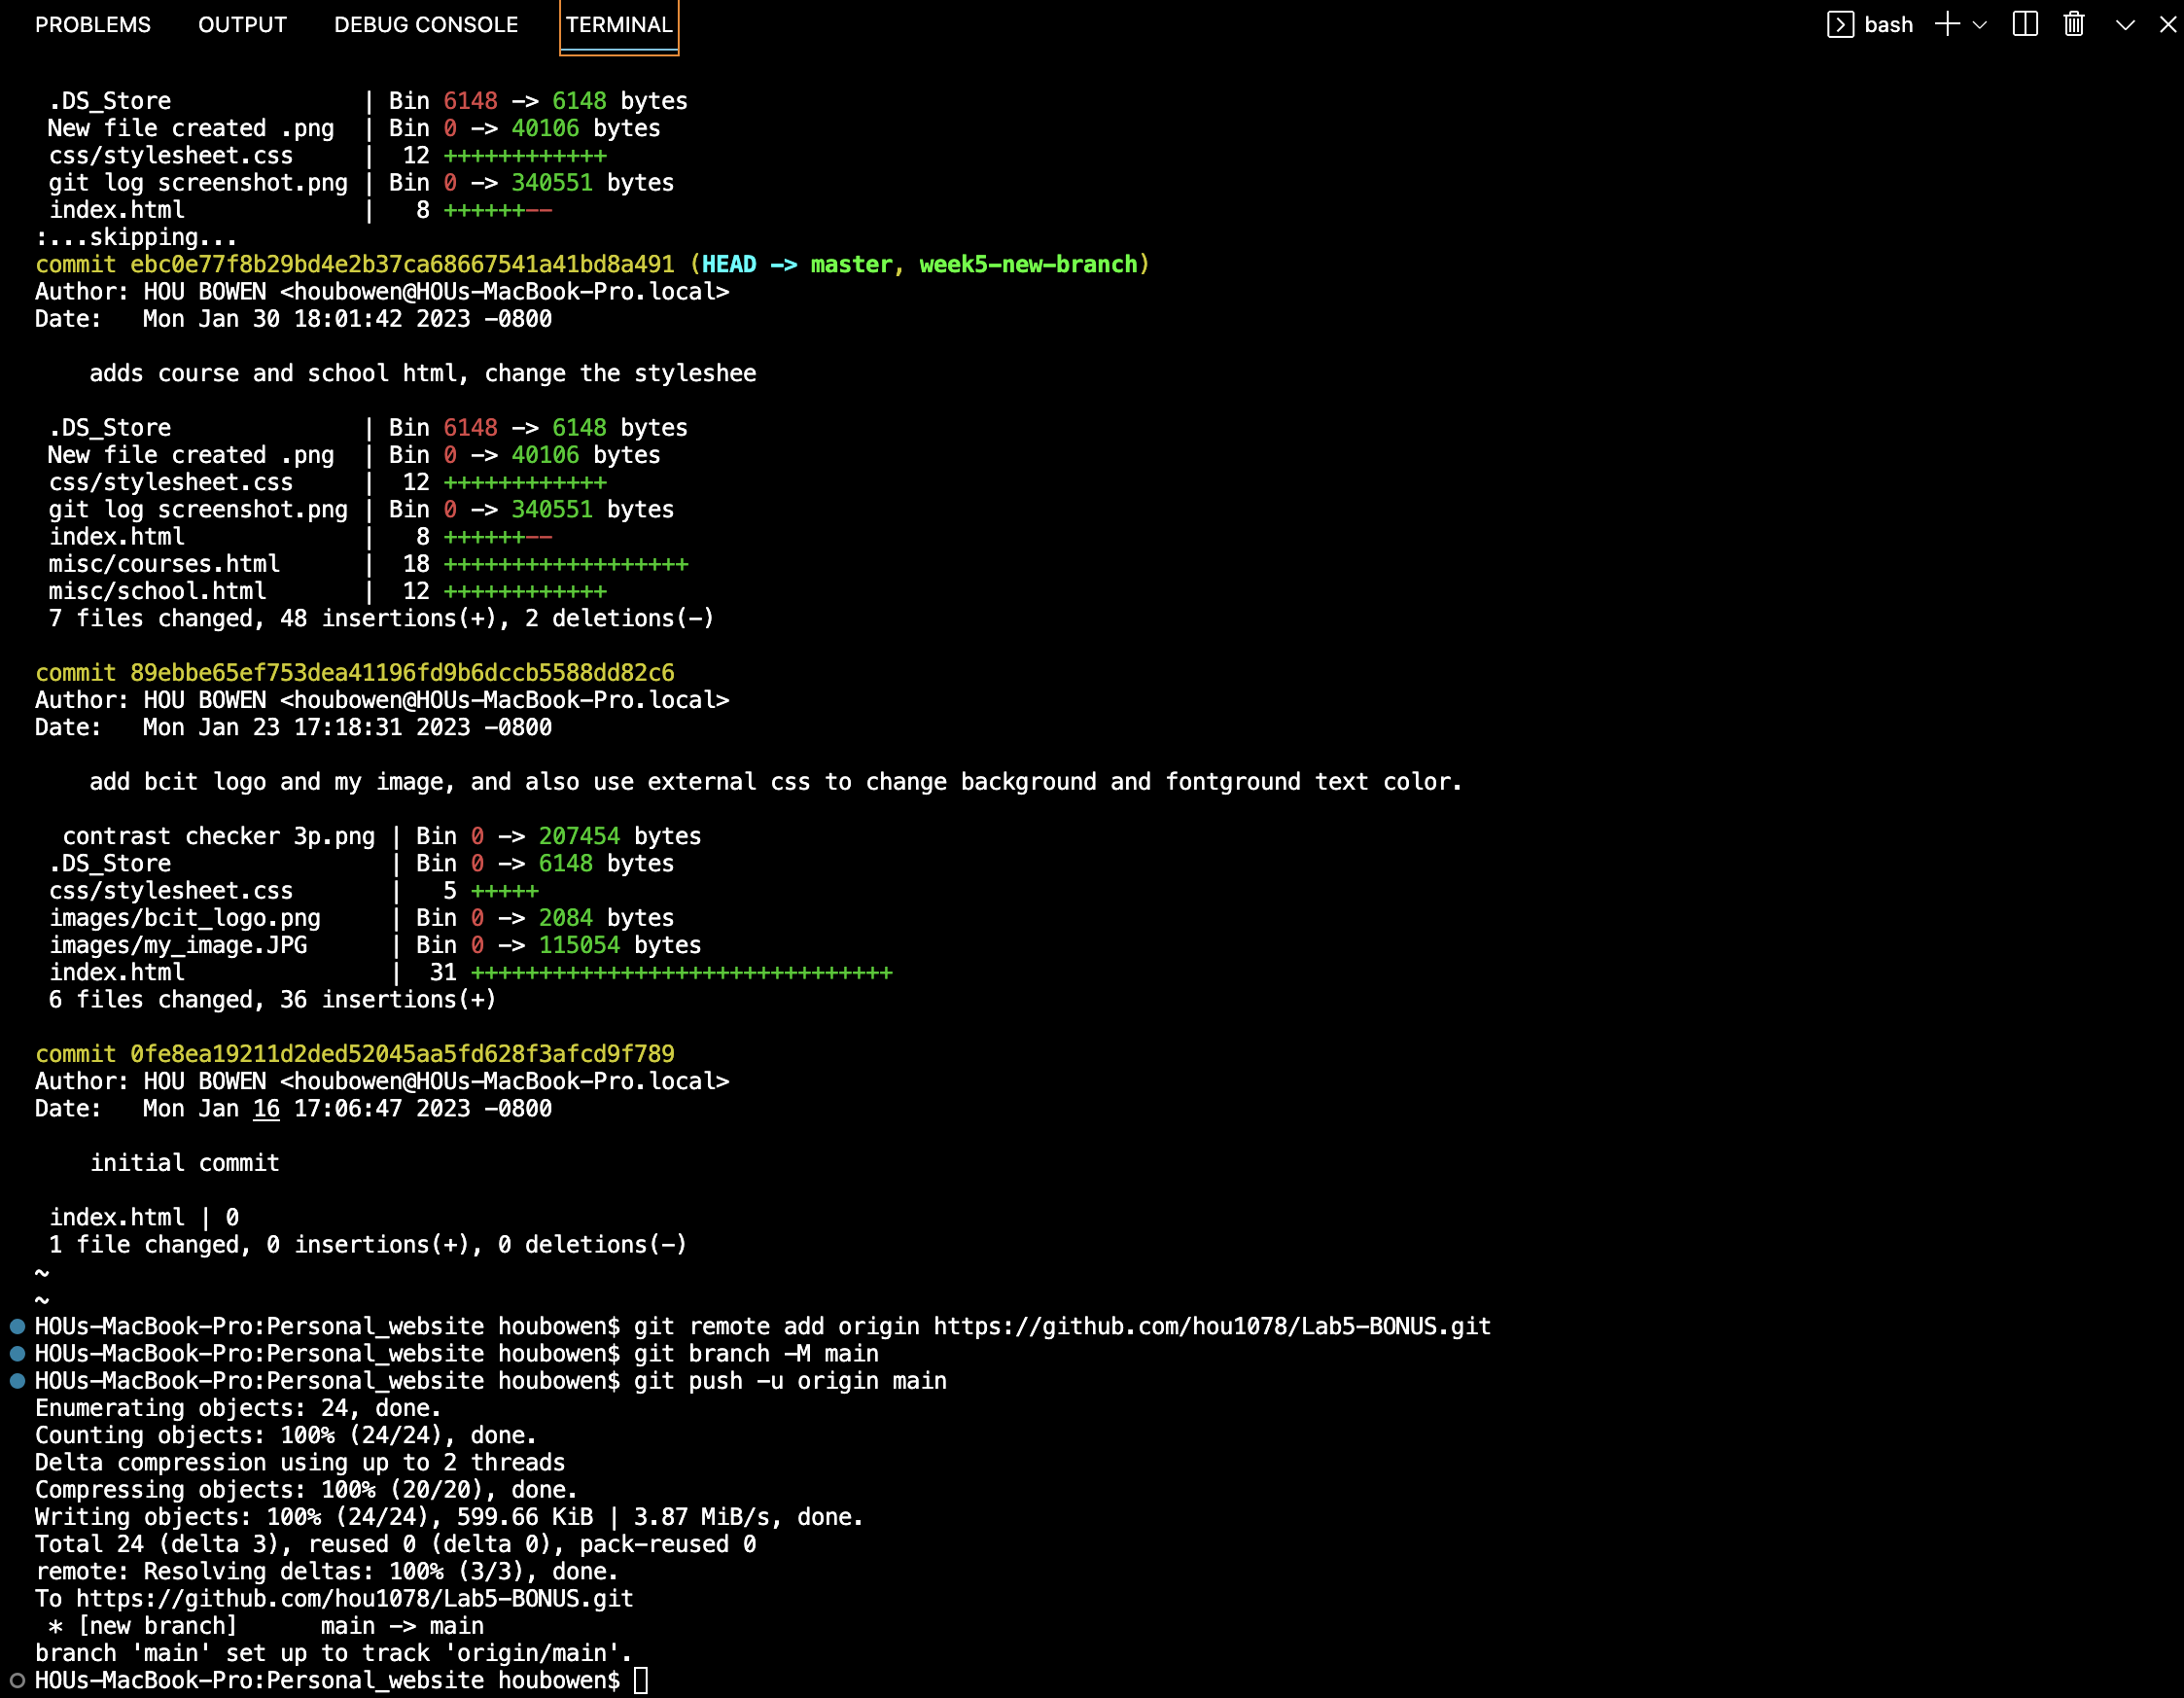 PROBLEMS OUTPUT DEBUG CONSOLE TERMINAL bash
.DS_Store | Bin 6148 -> 6148 bytes
New file created .png | Bin 0 -> 40106 bytes
css/stylesheet.css | 12 ++++++++++++
git log screenshot.png | Bin 0 -> 340551 bytes
index.html | 8 ++++++--
:...skipping...
commit ebc0e77f8b29bd4e2b37ca68667541a41bd8a491 (HEAD -> master, week5-new-branch)
Author: HOU BOWEN <houbowen@HOUs-MacBook-Pro.local>
Date: Mon Jan 30 18:01:42 2023 -0800
adds course and school html, change the styleshee
.DS_Store | Bin 6148 -> 6148 bytes
New file created .png | Bin 0 -> 40106 bytes
css/stylesheet.css | 12 ++++++++++++
git log screenshot.png | Bin 0 -> 340551 bytes
index.html | 8 ++++++--
misc/courses.html | 18 ++++++++++++++++++
misc/school.html | 12 ++++++++++++
7 files changed, 48 insertions(+), 2 deletions(-)
commit 89ebbe65ef753dea41196fd9b6dccb5588dd82c6
Author: HOU BOWEN <houbowen@HOUs-MacBook-Pro.local>
Date: Mon Jan 23 17:18:31 2023 -0800
add bcit logo and my image, and also use external css to change background and fontground text color.
contrast checker 3p.png | Bin 0 -> 207454 bytes
.DS_Store | Bin 0 -> 6148 bytes
css/stylesheet.css | 5 +++++
images/bcit_logo.png | Bin 0 -> 2084 bytes
images/my_image.JPG | Bin 0 -> 115054 bytes
index.html | 31 +++++++++++++++++++++++++++++++
6 files changed, 36 insertions(+)
commit 0fe8ea19211d2ded52045aa5fd628f3afcd9f789
Author: HOU BOWEN <houbowen@HOUs-MacBook-Pro.local>
Date: Mon Jan 16 17:06:47 2023 -0800
initial commit
index.html | 0
1 file changed, 0 insertions(+), 0 deletions(-)
~
~
HOUs-MacBook-Pro:Personal_website houbowen$ git remote add origin https://github.com/hou1078/Lab5-BONUS.git
HOUs-MacBook-Pro:Personal_website houbowen$ git branch -M main
HOUs-MacBook-Pro:Personal_website houbowen$ git push -u origin main
Enumerating objects: 24, done.
Counting objects: 100% (24/24), done.
Delta compression using up to 2 threads
Compressing objects: 100% (20/20), done.
Writing objects: 100% (24/24), 599.66 KiB | 3.87 MiB/s, done.
Total 24 (delta 3), reused 0 (delta 0), pack-reused 0
remote: Resolving deltas: 100% (3/3), done.
To https://github.com/hou1078/Lab5-BONUS.git
* [new branch] main -> main
branch 'main' set up to track 'origin/main'.
HOUs-MacBook-Pro:Personal_website houbowen$